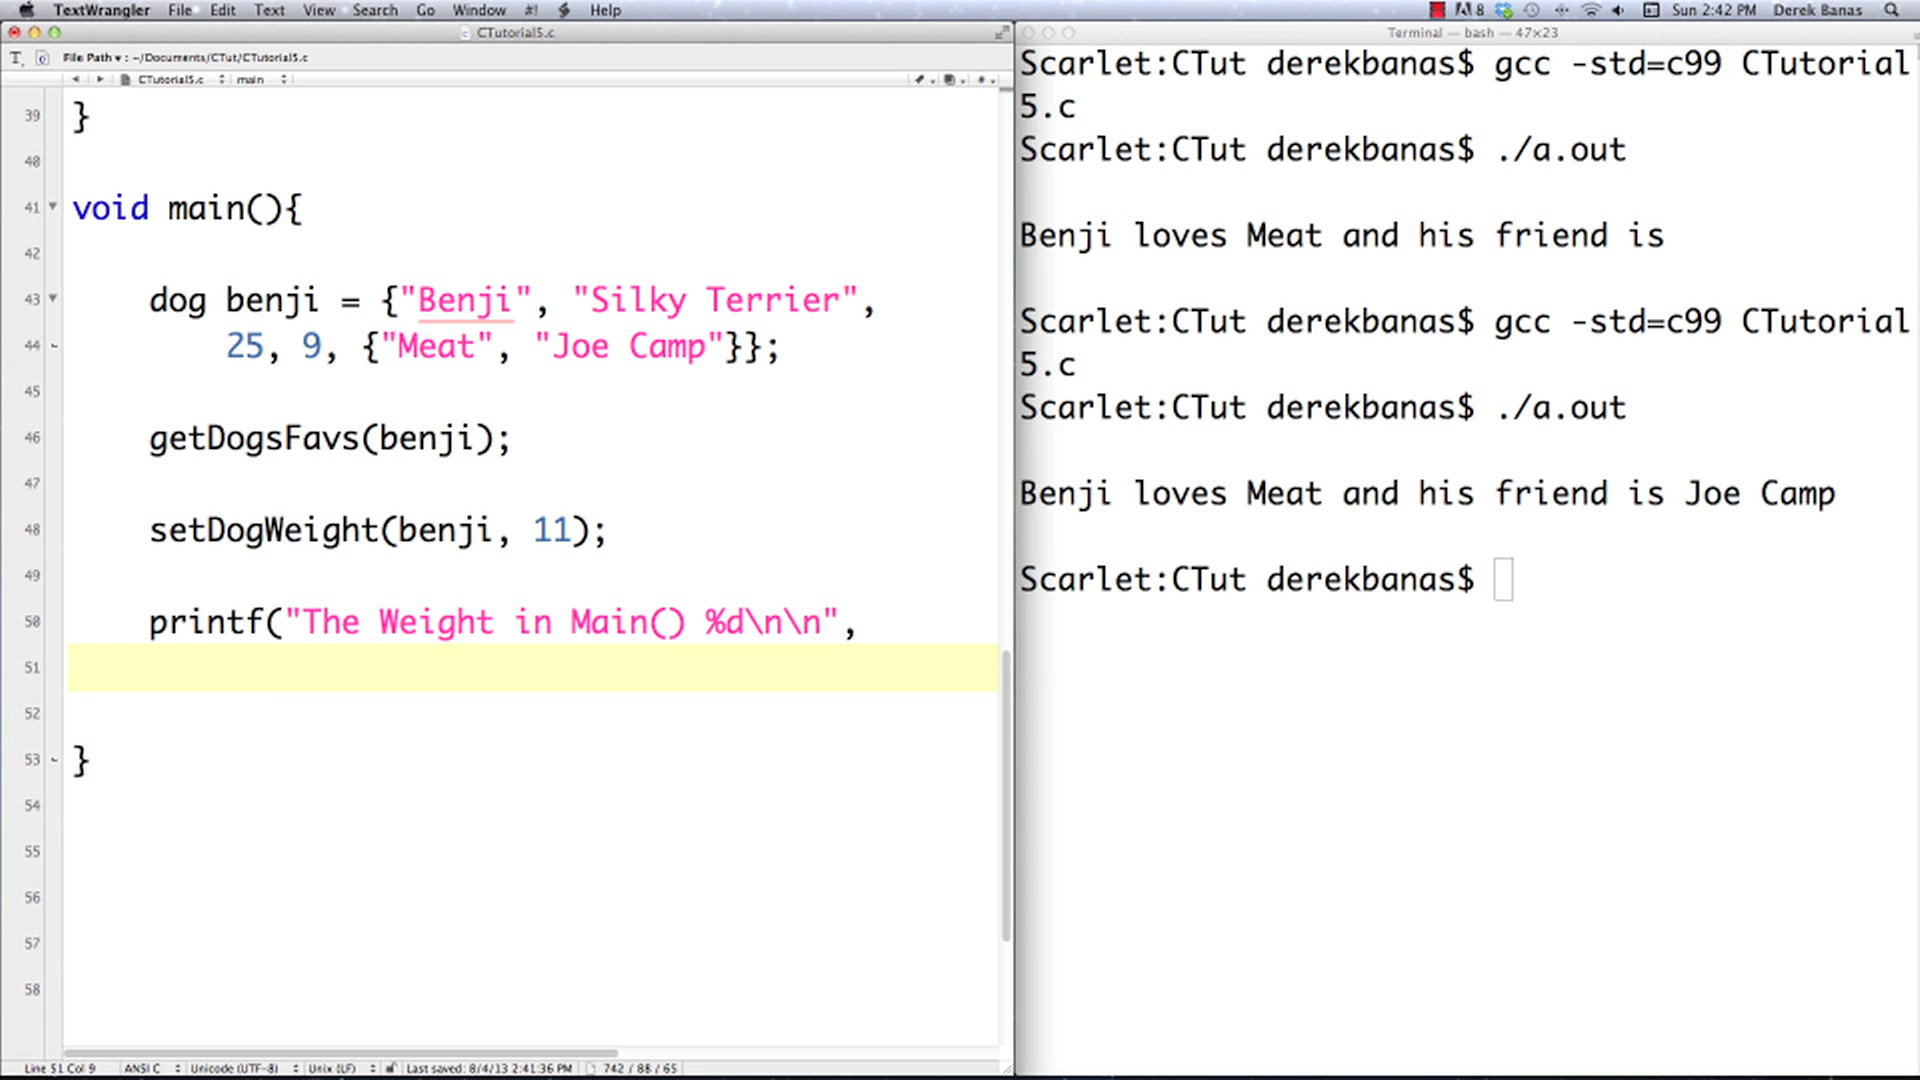 TextWrangler File Edit Text View Search Go Window #! Help
8 Sun 2:42 PM Derek Banas
CTutorial5.c
File Path ▾ : ~/Documents/CTut/CTutorial5.c
CTutorial5.c main
39 }
40
41 void main(){
42
43 dog benji = {"Benji", "Silky Terrier",
44 25, 9, {"Meat", "Joe Camp"}};
45
46 getDogsFavs(benji);
47
48 setDogWeight(benji, 11);
49
50 printf("The Weight in Main() %d\n\n",
51
52
53 }
54
55
56
57
58
Line 51 Col 9 ANSI C Unicode (UTF-8) Unix (LF) Last saved: 8/4/13 2:41:36 PM 742 / 88 / 65
Terminal — bash — 47×23
Scarlet:CTut derekbanas$ gcc -std=c99 CTutorial
5.c
Scarlet:CTut derekbanas$ ./a.out
Benji loves Meat and his friend is
Scarlet:CTut derekbanas$ gcc -std=c99 CTutorial
5.c
Scarlet:CTut derekbanas$ ./a.out
Benji loves Meat and his friend is Joe Camp
Scarlet:CTut derekbanas$